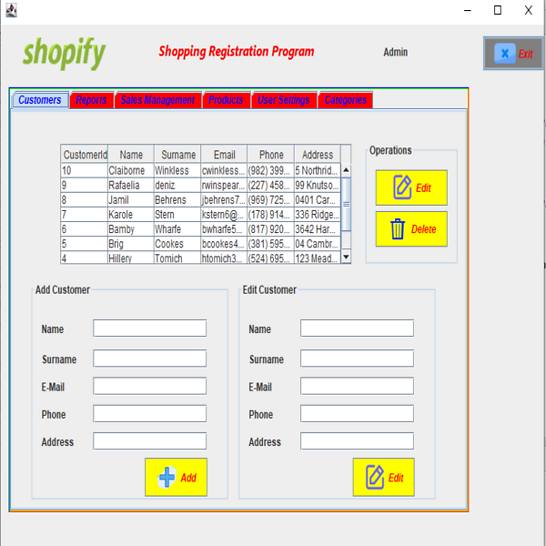 shopify
Shopping Registration Program
Admin
X Exit
Customers Reports Sales Management Products User Settings Categories
CustomerId Name Surname Email Phone Address
10 Claiborne Winkless cwinkless... (982) 399... 5 Northrid...
9 Rafaelia deniz rwinspear... (227) 458... 99 Knutso...
8 Jamil Behrens jbehrens7... (969) 725... 0401 Car...
7 Karole Stern kstern6@... (178) 914... 336 Ridge...
6 Bamby Wharfe bwharfe5... (817) 920... 3642 Har...
5 Brig Cookes bcookes4... (381) 595... 04 Cambr...
4 Hillery Tomich htomich3... (524) 695... 123 Mead...
Operations
Edit
Delete
Add Customer
Name
Surname
E-Mail
Phone
Address
Add
Edit Customer
Name
Surname
E-Mail
Phone
Address
Edit